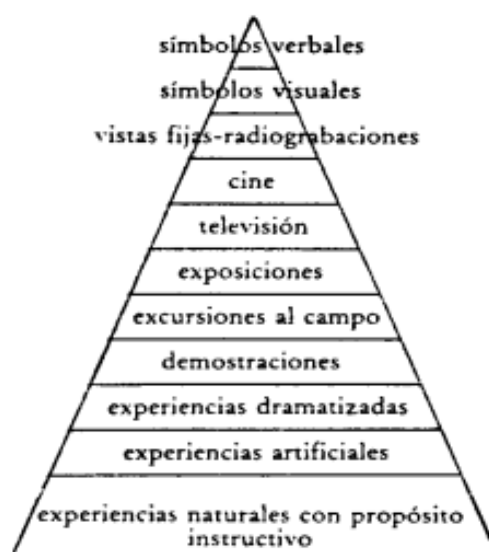 símbolos verbales
símbolos visuales
vistas fijas-radiograbaciones
cine
televisión
exposiciones
excursiones al campo
demostraciones
experiencias dramatizadas
experiencias artificiales
experiencias naturales con propósito
instructivo